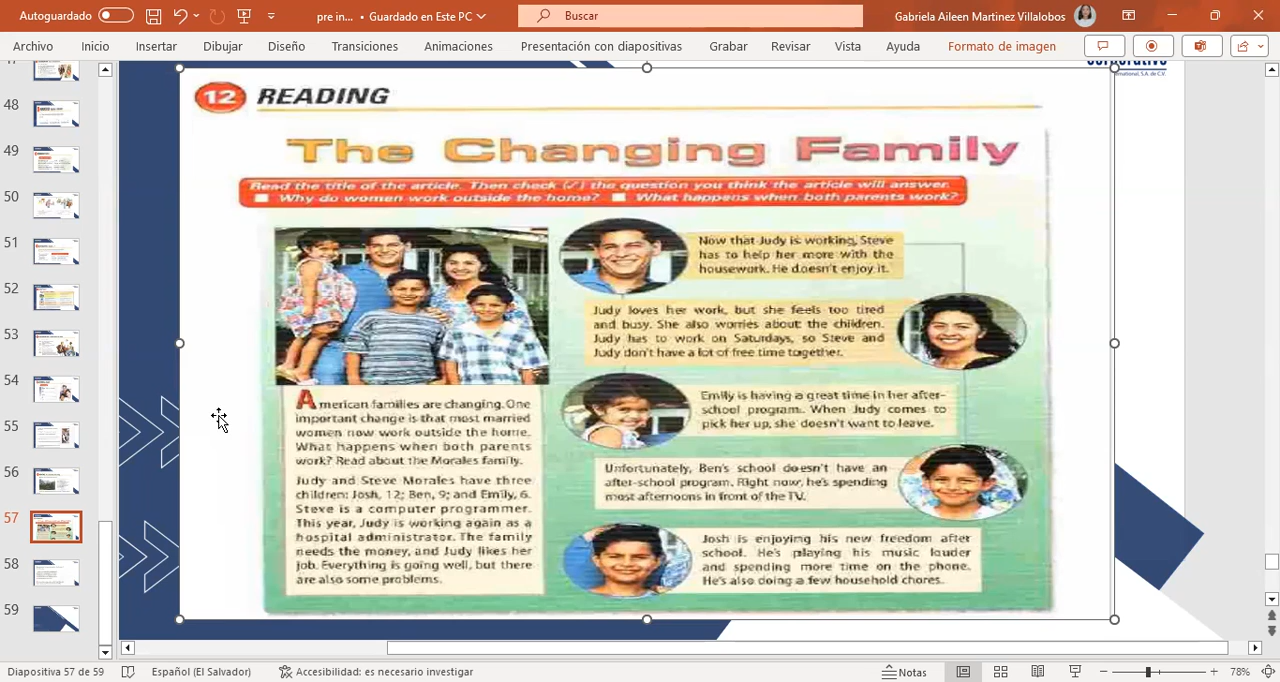 Autoguardado
pre in... • Guardado en Este PC
Buscar
Gabriela Aileen Martinez Villalobos
Archivo Inicio Insertar Dibujar Diseño Transiciones Animaciones Presentación con diapositivas Grabar Revisar Vista Ayuda Formato de imagen
48
49
50
51
52
53
54
55
56
57
58
59
12 READING
The Changing Family
Read the title of the article. Then check (✓) the question you think the article will answer.
Why do women work outside the home? What happens when both parents work?
American families are changing. One
important change is that most married
women now work outside the home.
What happens when both parents
work? Read about the Morales family.
Judy and Steve Morales have three
children: Josh, 12; Ben, 9; and Emily, 6.
Steve is a computer programmer.
This year, Judy is working again as a
hospital administrator. The family
needs the money, and Judy likes her
job. Everything is going well, but there
are also some problems.
Now that Judy is working, Steve
has to help her more with the
housework. He doesn't enjoy it.
Judy loves her work, but she feels too tired
and busy. She also worries about the children.
Judy has to work on Saturdays, so Steve and
Judy don't have a lot of free time together.
Emily is having a great time in her after-
school program. When Judy comes to
pick her up, she doesn't want to leave.
Unfortunately, Ben's school doesn't have an
after-school program. Right now, he's spending
most afternoons in front of the TV.
Josh is enjoying his new freedom after
school. He's playing his music louder
and spending more time on the phone.
He's also doing a few household chores.
Diapositiva 57 de 59
Español (El Salvador)
Accesibilidad: es necesario investigar
Notas
78%